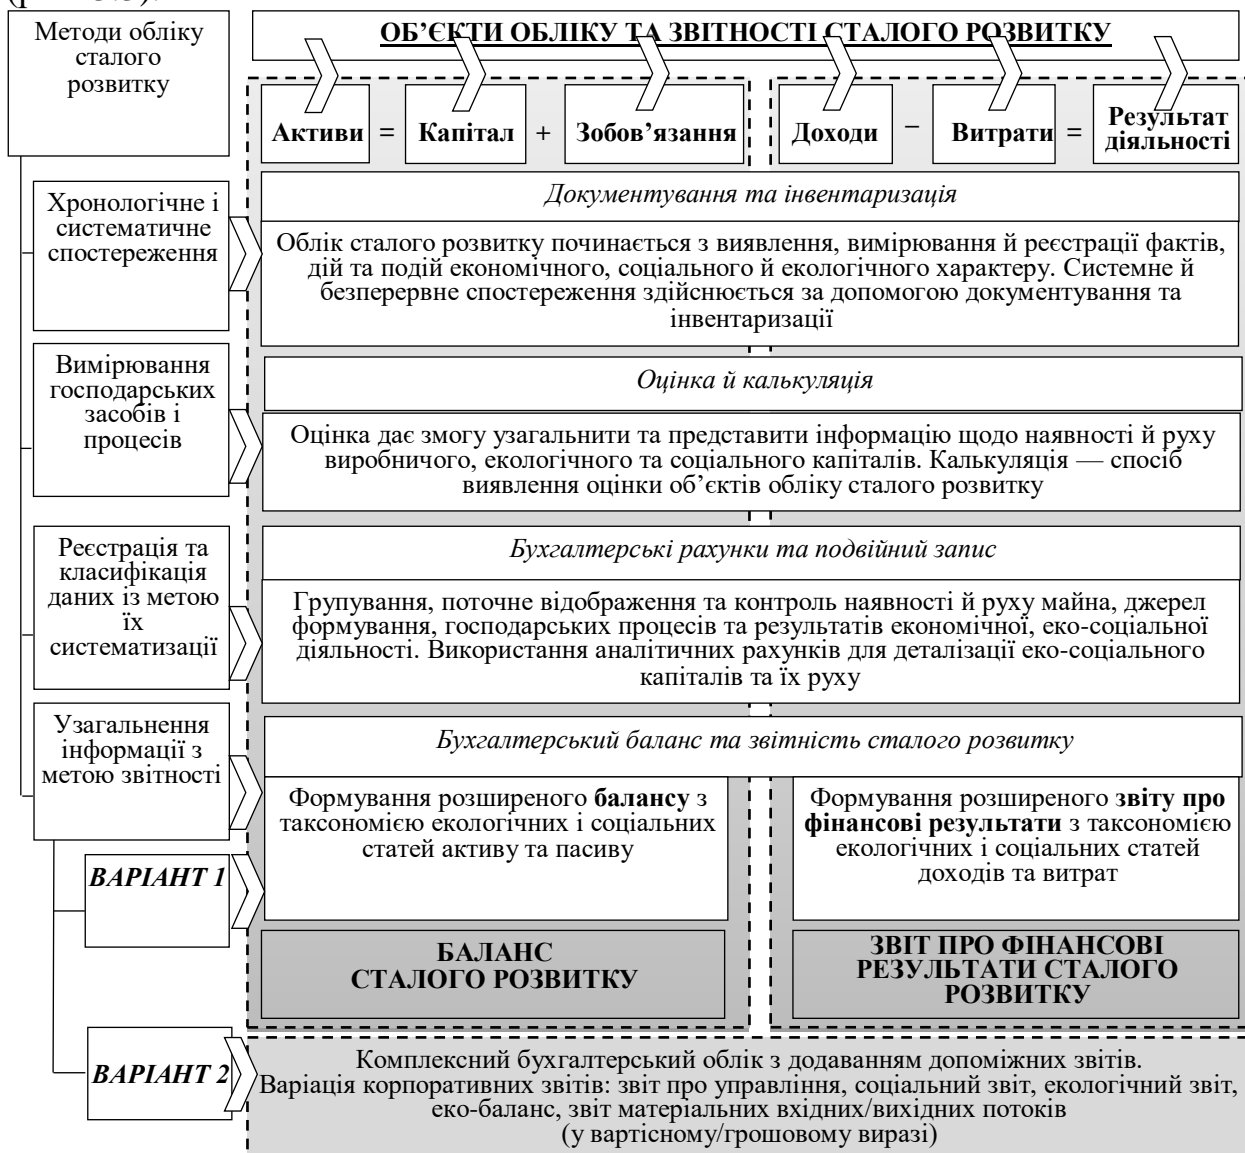 Методи обліку
сталого
розвитку
ОБ’ЄКТИ ОБЛІКУ ТА ЗВІТНОСТІ СТАЛОГО РОЗВИТКУ
Активи = Капітал + Зобов’язання
Доходи − Витрати = Результат
діяльності
Хронологічне і
систематичне
спостереження
Документування та інвентаризація
Облік сталого розвитку починається з виявлення, вимірювання й реєстрації фактів,
дій та подій економічного, соціального й екологічного характеру. Системне й
безперервне спостереження здійснюється за допомогою документування та
інвентаризації
Вимірювання
господарських
засобів і
процесів
Оцінка й калькуляція
Оцінка дає змогу узагальнити та представити інформацію щодо наявності й руху
виробничого, екологічного та соціального капіталів. Калькуляція — спосіб
виявлення оцінки об’єктів обліку сталого розвитку
Реєстрація та
класифікація
даних із метою
їх
систематизації
Бухгалтерські рахунки та подвійний запис
Групування, поточне відображення та контроль наявності й руху майна, джерел
формування, господарських процесів та результатів економічної, еко-соціальної
діяльності. Використання аналітичних рахунків для деталізації еко-соціального
капіталів та їх руху
Узагальнення
інформації з
метою звітності
Бухгалтерський баланс та звітність сталого розвитку
Формування розширеного балансу з
таксономією екологічних і соціальних
статей активу та пасиву
Формування розширеного звіту про
фінансові результати з таксономією
екологічних і соціальних статей
доходів та витрат
ВАРІАНТ 1
БАЛАНС
СТАЛОГО РОЗВИТКУ
ЗВІТ ПРО ФІНАНСОВІ
РЕЗУЛЬТАТИ СТАЛОГО
РОЗВИТКУ
ВАРІАНТ 2
Комплексний бухгалтерський облік з додаванням допоміжних звітів.
Варіація корпоративних звітів: звіт про управління, соціальний звіт, екологічний звіт,
еко-баланс, звіт матеріальних вхідних/вихідних потоків
(у вартісному/грошовому виразі)